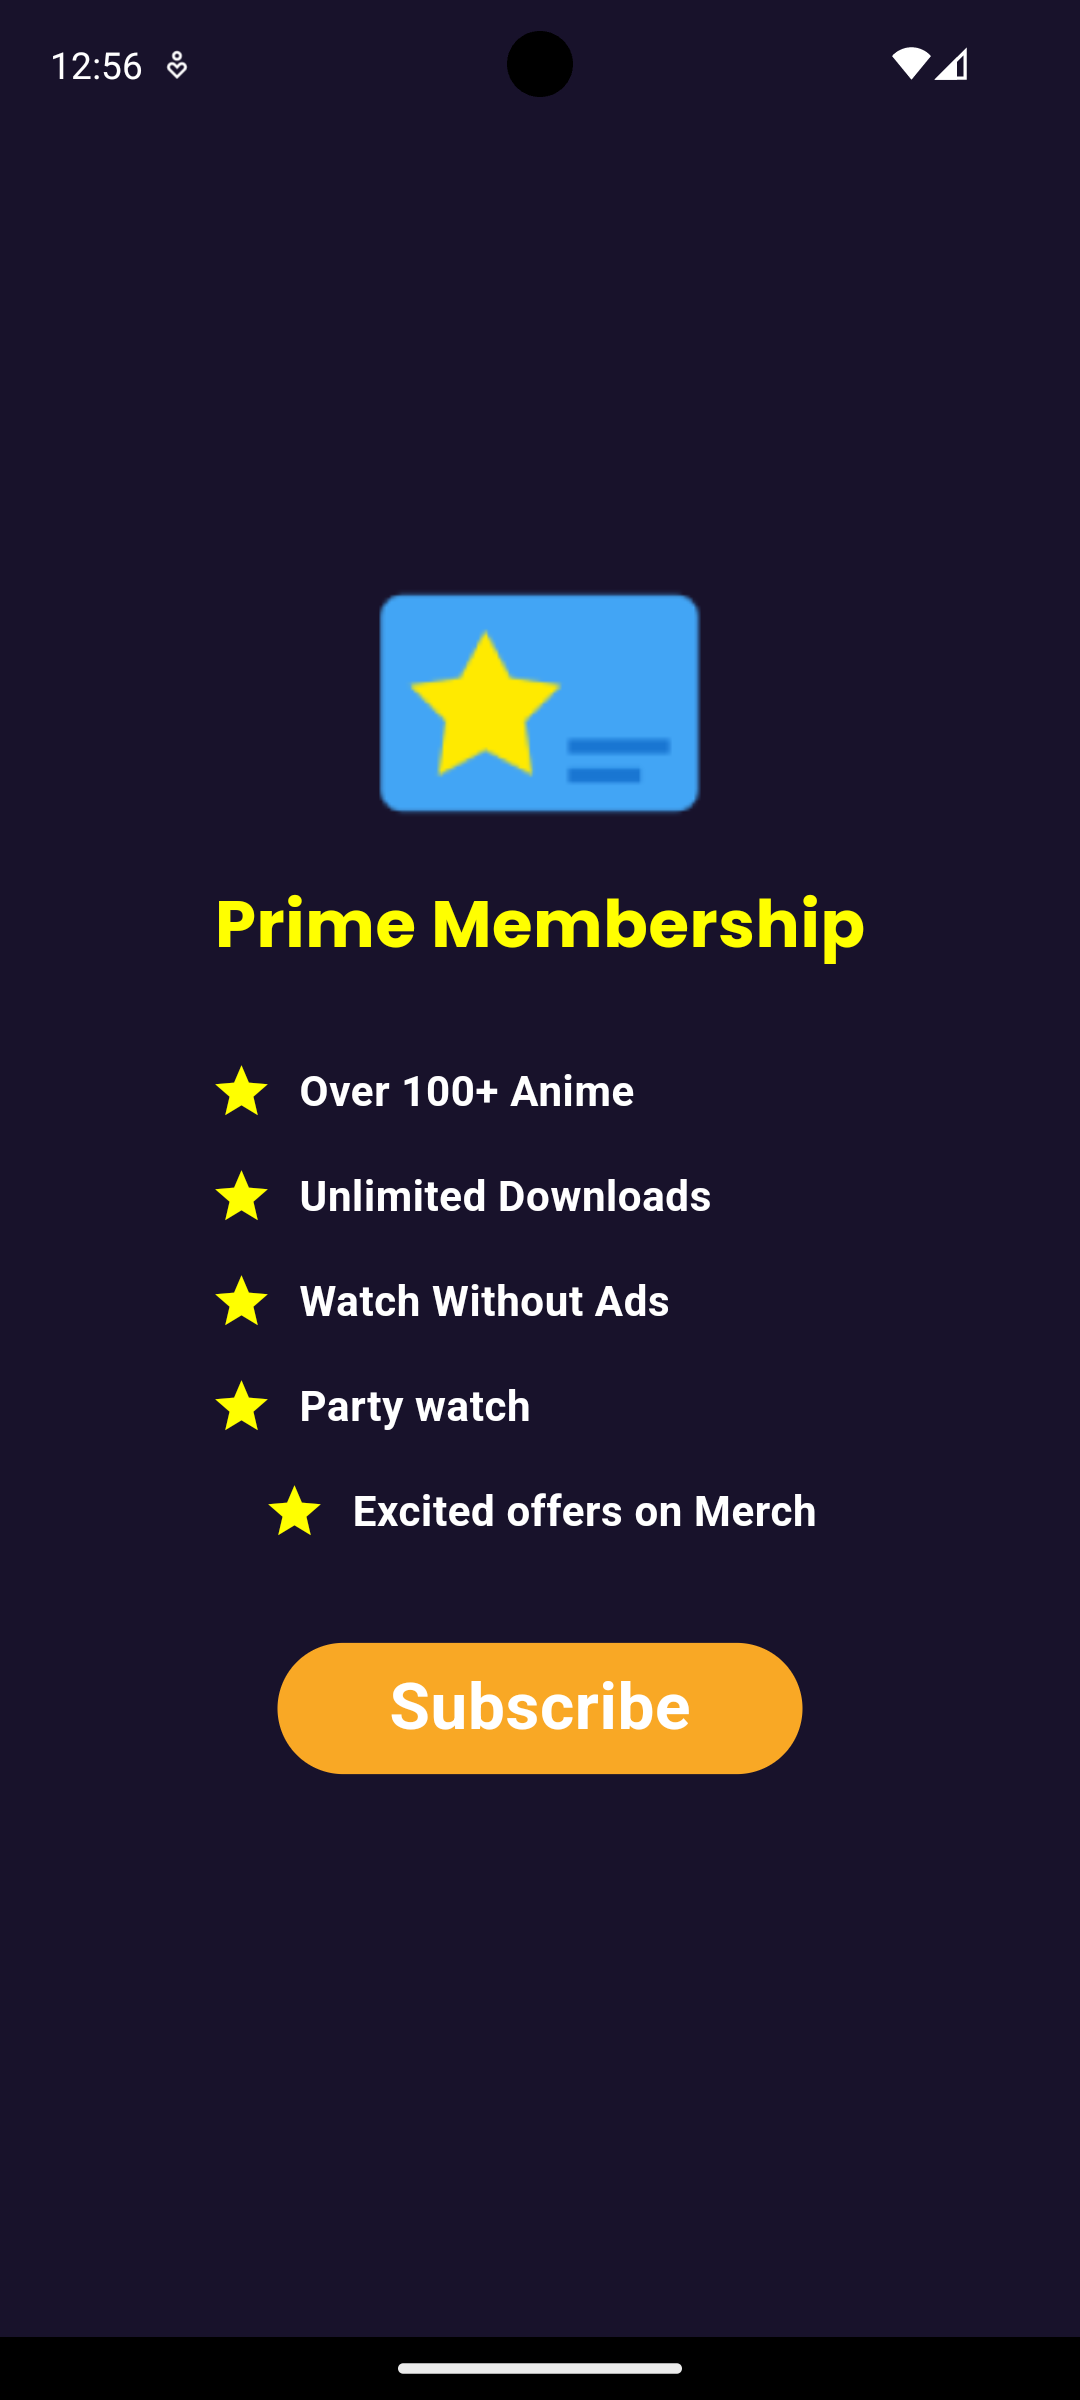 12:56
Prime Membership
Over 100+ Anime
Unlimited Downloads
Watch Without Ads
Party watch
Excited offers on Merch
Subscribe